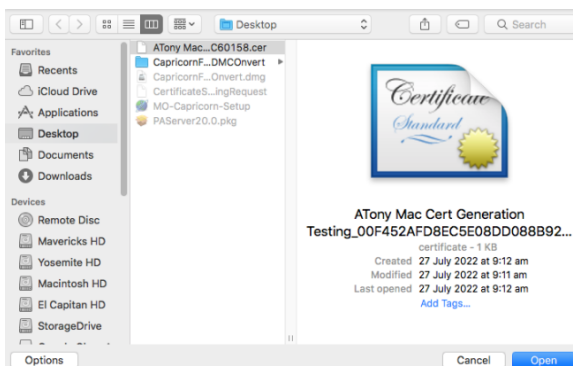 Desktop
Search
Favorites
Recents
iCloud Drive
Applications
Desktop
Documents
Downloads
Devices
Remote Disc
Mavericks HD
Yosemite HD
Macintosh HD
El Capitan HD
StorageDrive
ATony Mac...C60158.cer
CapricornF...DMCOnvert
CapricornF...Onvert.dmg
CertificateS...ingRequest
MO-Capricorn-Setup
PAServer20.0.pkg
Certificate
Standard
ATony Mac Cert Generation
Testing_00F452AFD8EC5E08DD088B92...
certificate - 1 KB
Created 27 July 2022 at 9:12 am
Modified 27 July 2022 at 9:11 am
Last opened 27 July 2022 at 9:12 am
Add Tags...
Options
Cancel
Open